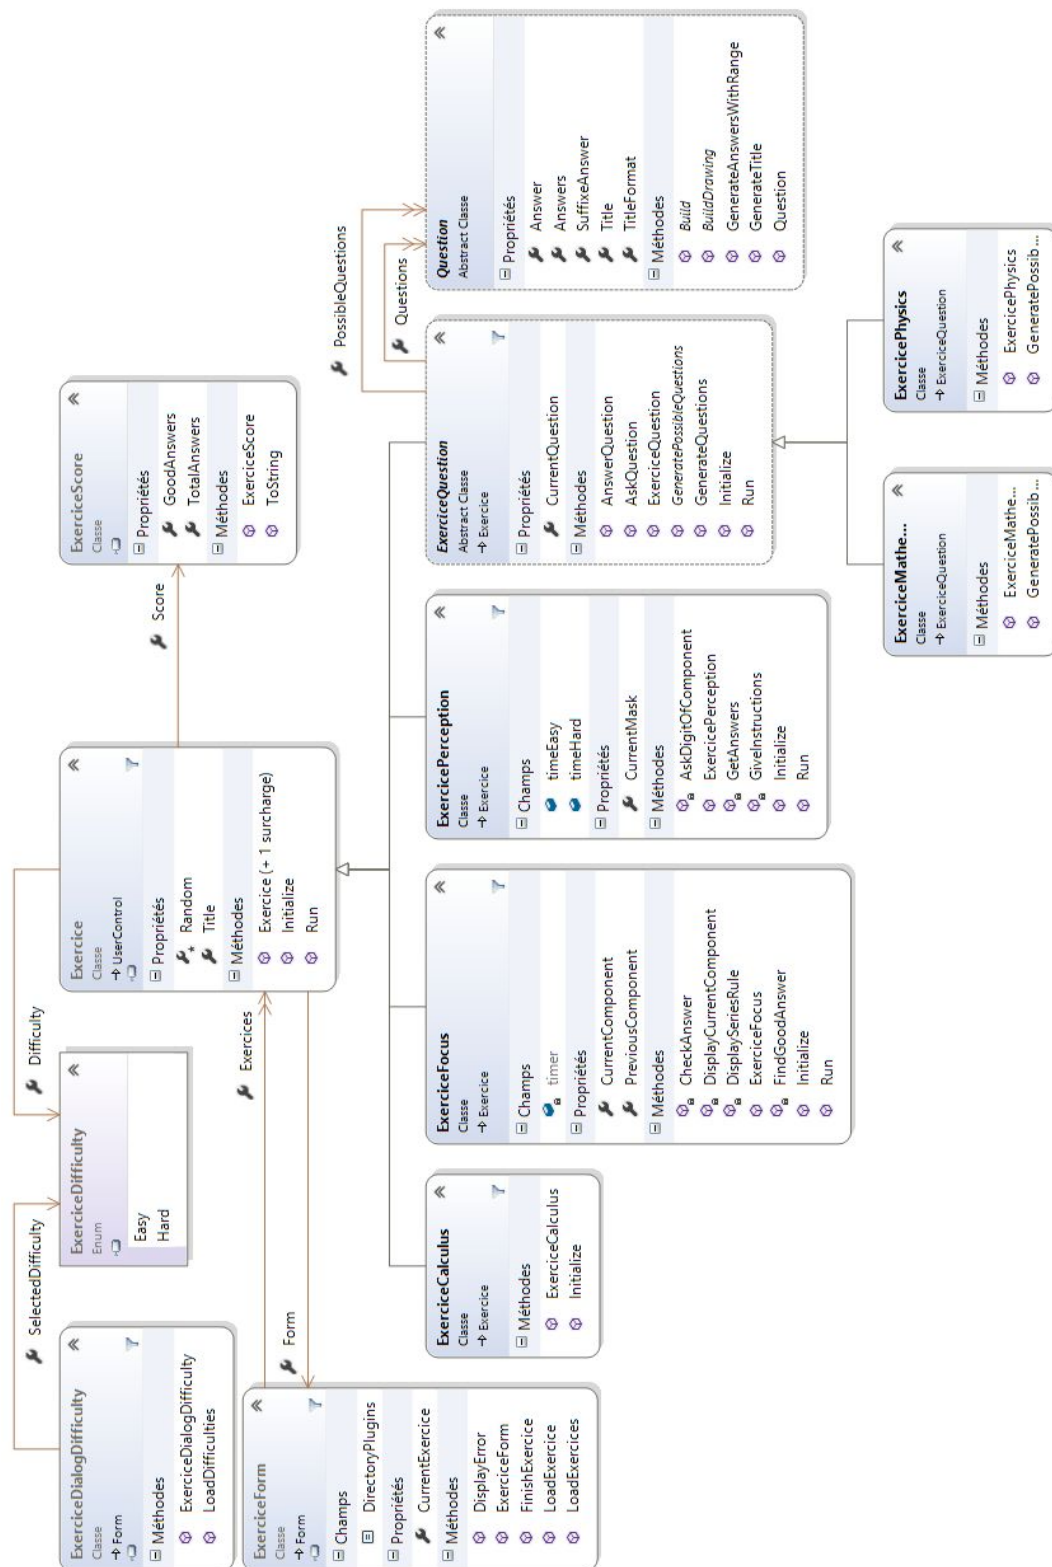 ExerciceDialogDifficulty
Classe
→ Form
Méthodes
ExerciceDialogDifficulty
LoadDifficulties
SelectedDifficulty
ExerciceDifficulty
Enum
Easy
Hard
Difficulty
ExerciceForm
Classe
→ Form
Champs
DirectoryPlugins
Propriétés
CurrentExercice
Méthodes
DisplayError
ExerciceForm
FinishExercice
LoadExercice
LoadExercices
Form
Exercices
Exercice
Classe
→ UserControl
Propriétés
Random
Title
Méthodes
Exercice (+ 1 surcharge)
Initialize
Run
Score
ExerciceScore
Classe
Propriétés
GoodAnswers
TotalAnswers
Méthodes
ExerciceScore
ToString
ExerciceCalculus
Classe
→ Exercice
Méthodes
ExerciceCalculus
Initialize
ExerciceFocus
Classe
→ Exercice
Champs
timer
Propriétés
CurrentComponent
PreviousComponent
Méthodes
CheckAnswer
DisplayCurrentComponent
DisplaySeriesRule
ExerciceFocus
FindGoodAnswer
Initialize
Run
ExercicePerception
Classe
→ Exercice
Champs
timeEasy
timeHard
Propriétés
CurrentMask
Méthodes
AskDigitOfComponent
ExercicePerception
GetAnswers
GiveInstructions
Initialize
Run
ExerciceQuestion
Abstract Classe
→ Exercice
Propriétés
CurrentQuestion
Méthodes
AnswerQuestion
AskQuestion
ExerciceQuestion
GeneratePossibleQuestions
GenerateQuestions
Initialize
Run
PossibleQuestions
Questions
Question
Abstract Classe
Propriétés
Answer
Answers
SuffixeAnswer
Title
TitleFormat
Méthodes
Build
BuildDrawing
GenerateAnswersWithRange
GenerateTitle
Question
ExerciceMathe...
Classe
→ ExerciceQuestion
Méthodes
ExerciceMathe...
GeneratePossib...
ExercicePhysics
Classe
→ ExerciceQuestion
Méthodes
ExercicePhysics
GeneratePossib...